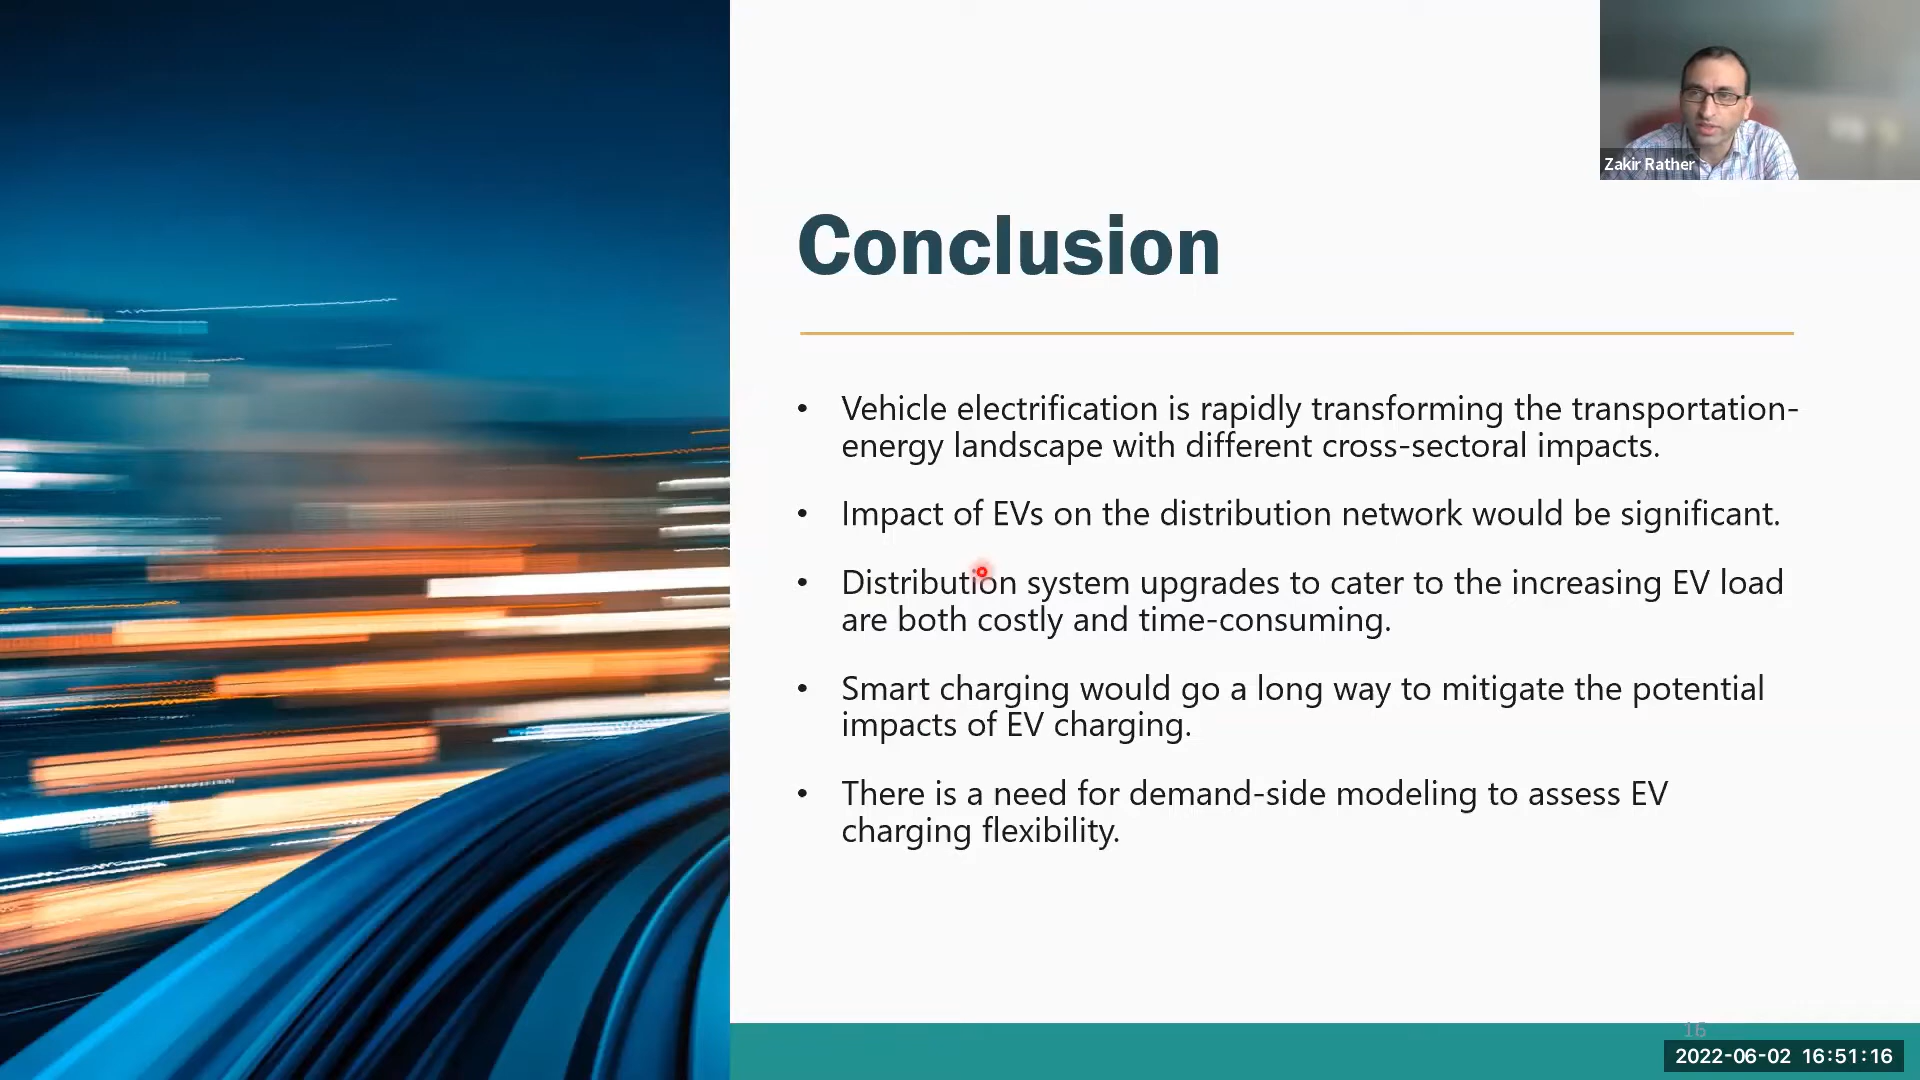 Zakir Rather
Conclusion
• Vehicle electrification is rapidly transforming the transportation-
energy landscape with different cross-sectoral impacts.
• Impact of EVs on the distribution network would be significant.
• Distribution system upgrades to cater to the increasing EV load
are both costly and time-consuming.
• Smart charging would go a long way to mitigate the potential
impacts of EV charging.
• There is a need for demand-side modeling to assess EV
charging flexibility.
16
2022-06-02 16:51:16